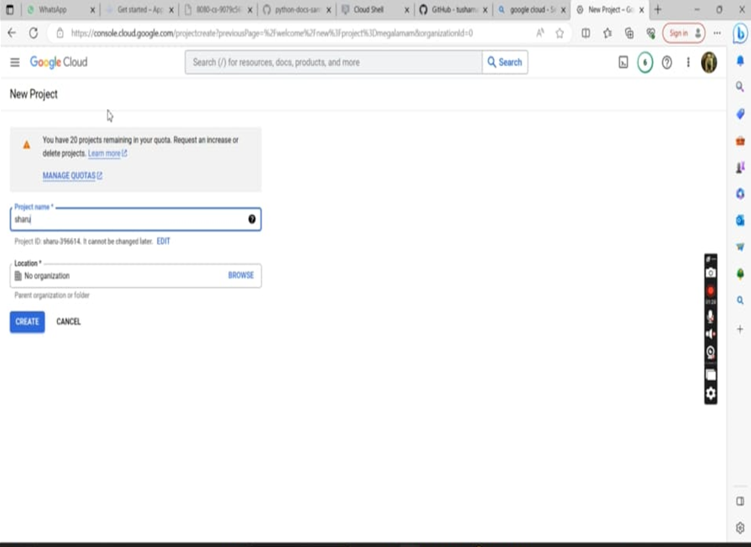 WhatsApp
Get started – App
8080-cs-9079c56
python-docs-sam
Cloud Shell
GitHub - tusham
google cloud - S
New Project – Go
https://console.cloud.google.com/projectcreate?previousPage=%2Fwelcome%2Fnew%3Fproject%3Dmegalamam&organizationId=0
Sign in
Google Cloud
Search (/) for resources, docs, products, and more
Search
6
New Project
You have 20 projects remaining in your quota. Request an increase or
delete projects. Learn more
MANAGE QUOTAS
Project name *
sharu
Project ID: sharu-396614. It cannot be changed later. EDIT
Location *
No organization
BROWSE
Parent organization or folder
CREATE
CANCEL